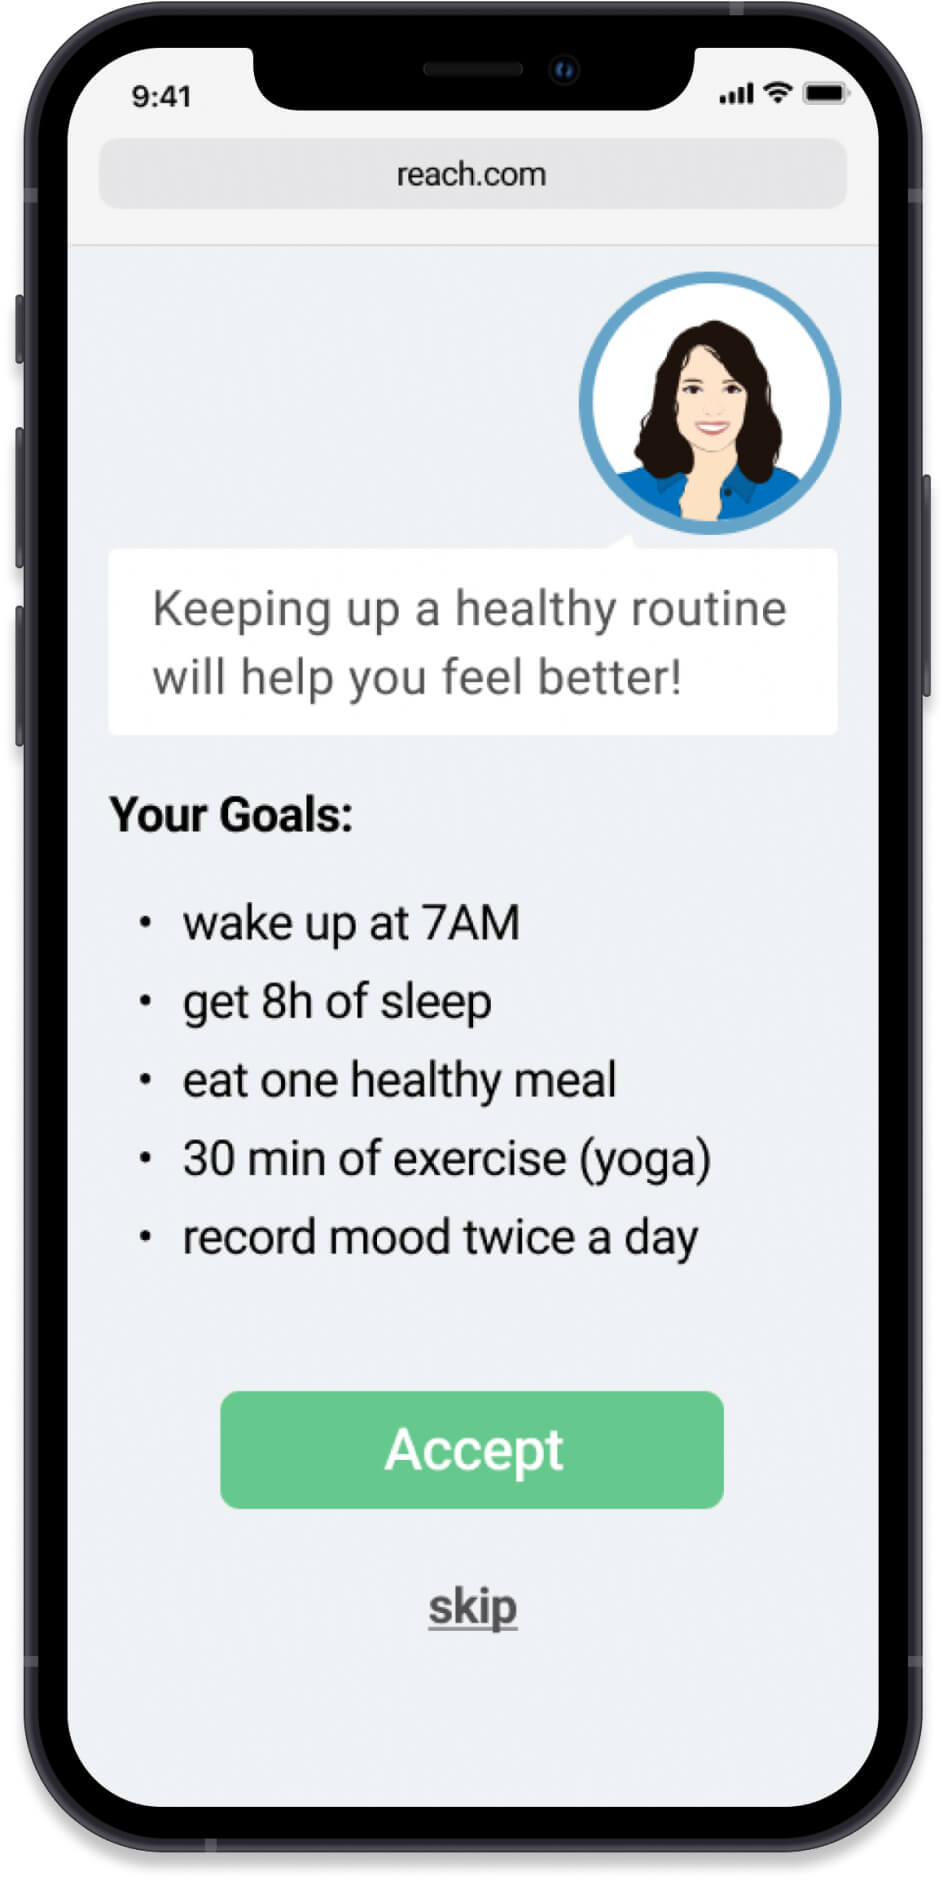 9:41
reach.com
Keeping up a healthy routine
will help you feel better!
Your Goals:
• wake up at 7AM
• get 8h of sleep
• eat one healthy meal
• 30 min of exercise (yoga)
• record mood twice a day
Accept
skip